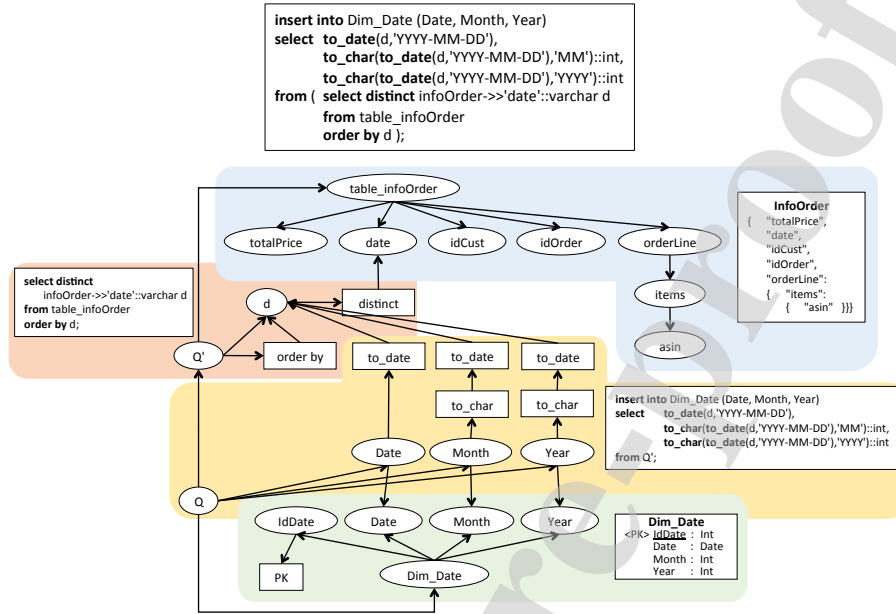 insert into Dim_Date (Date, Month, Year)
select to_date(d,'YYYY-MM-DD'),
to_char(to_date(d,'YYYY-MM-DD'),'MM')::int,
to_char(to_date(d,'YYYY-MM-DD'),'YYYY')::int
from ( select distinct infoOrder->>'date'::varchar d
from table_infoOrder
order by d );
table_infoOrder
totalPrice
date
idCust
idOrder
orderLine
items
asin
InfoOrder
{ "totalPrice",
"date",
"idCust",
"idOrder",
"orderLine":
{ "items":
{ "asin" }}}
select distinct
infoOrder->>'date'::varchar d
from table_infoOrder
order by d;
d
distinct
Q'
order by
to_date
to_date
to_date
to_char
to_char
Date
Month
Year
Q
insert into Dim_Date (Date, Month, Year)
select to_date(d,'YYYY-MM-DD'),
to_char(to_date(d,'YYYY-MM-DD'),'MM')::int,
to_char(to_date(d,'YYYY-MM-DD'),'YYYY')::int
from Q';
IdDate
Date
Month
Year
PK
Dim_Date
Dim_Date
<PK> IdDate : Int
Date : Date
Month : Int
Year : Int
re-proof